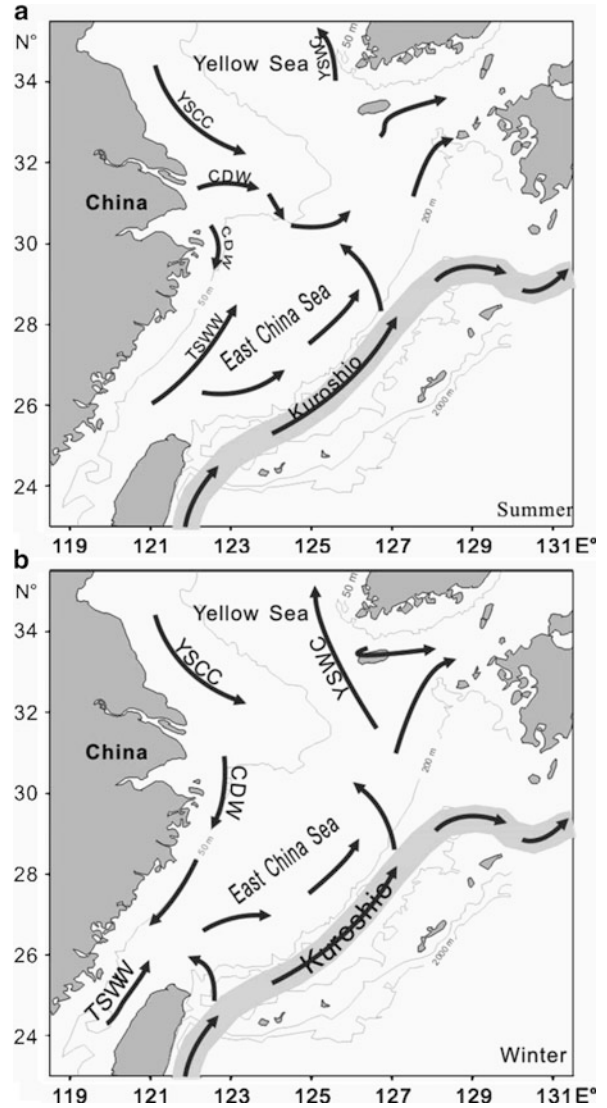 a
N°
50 m
34
Yellow Sea
YSWC
YSCC
32
CDW
China
200 m
30
CDW
50 m
28
TSWW
East China Sea
Kuroshio
26
2000 m
24
Summer
119 121 123 125 127 129 131E°
b
N°
50 m
34
Yellow Sea
YSCC
YSWC
32
China
CDW
200 m
30
50 m
28
East China Sea
Kuroshio
26
TSWW
2000 m
24
Winter
119 121 123 125 127 129 131E°